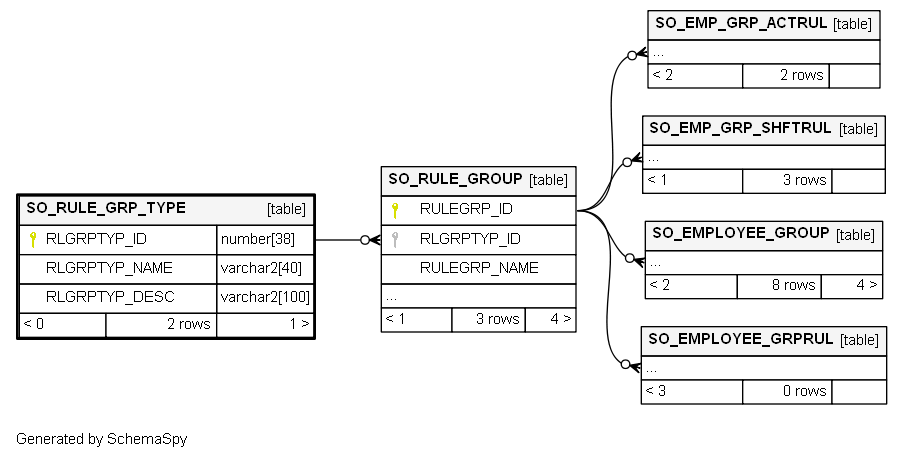 SO_EMP_GRP_ACTRUL [table]
...
< 2 2 rows
SO_EMP_GRP_SHFTRUL [table]
...
< 1 3 rows
SO_RULE_GROUP [table]
RULEGRP_ID
RLGRPTYP_ID
RULEGRP_NAME
...
< 1 3 rows 4 >
SO_RULE_GRP_TYPE [table]
RLGRPTYP_ID number[38]
RLGRPTYP_NAME varchar2[40]
RLGRPTYP_DESC varchar2[100]
< 0 2 rows 1 >
SO_EMPLOYEE_GROUP [table]
...
< 2 8 rows 4 >
SO_EMPLOYEE_GRPRUL [table]
...
< 3 0 rows
Generated by SchemaSpy